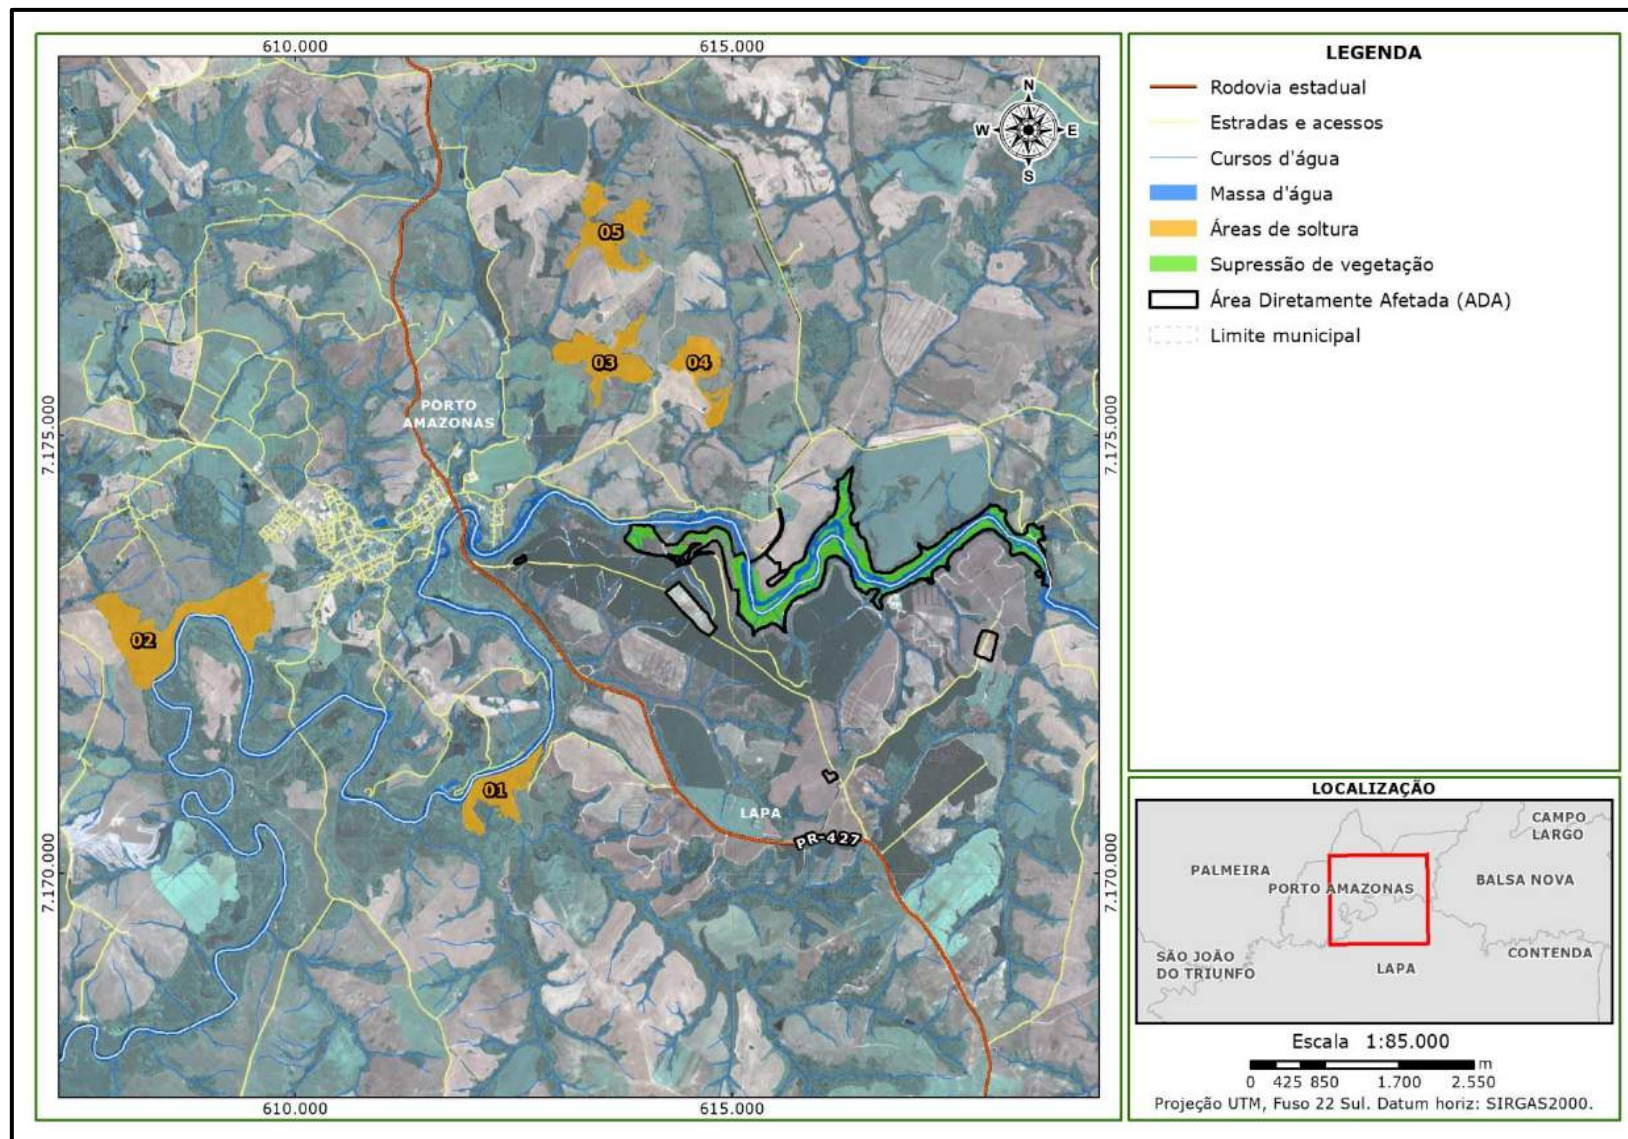 610.000
615.000
N
W
E
S
05
03
04
PORTO
AMAZONAS
7.175.000
7.175.000
02
01
LAPA
PR-427
7.170.000
7.170.000
610.000
615.000
LEGENDA
Rodovia estadual
Estradas e acessos
Cursos d'água
Massa d'água
Áreas de soltura
Supressão de vegetação
Área Diretamente Afetada (ADA)
Limite municipal
LOCALIZAÇÃO
CAMPO
LARGO
PALMEIRA
PORTO AMAZONAS
BALSA NOVA
SÃO JOÃO
DO TRIUNFO
LAPA
CONTENDA
Escala 1:85.000
m
0 425 850 1.700 2.550
Projeção UTM, Fuso 22 Sul. Datum horiz: SIRGAS2000.